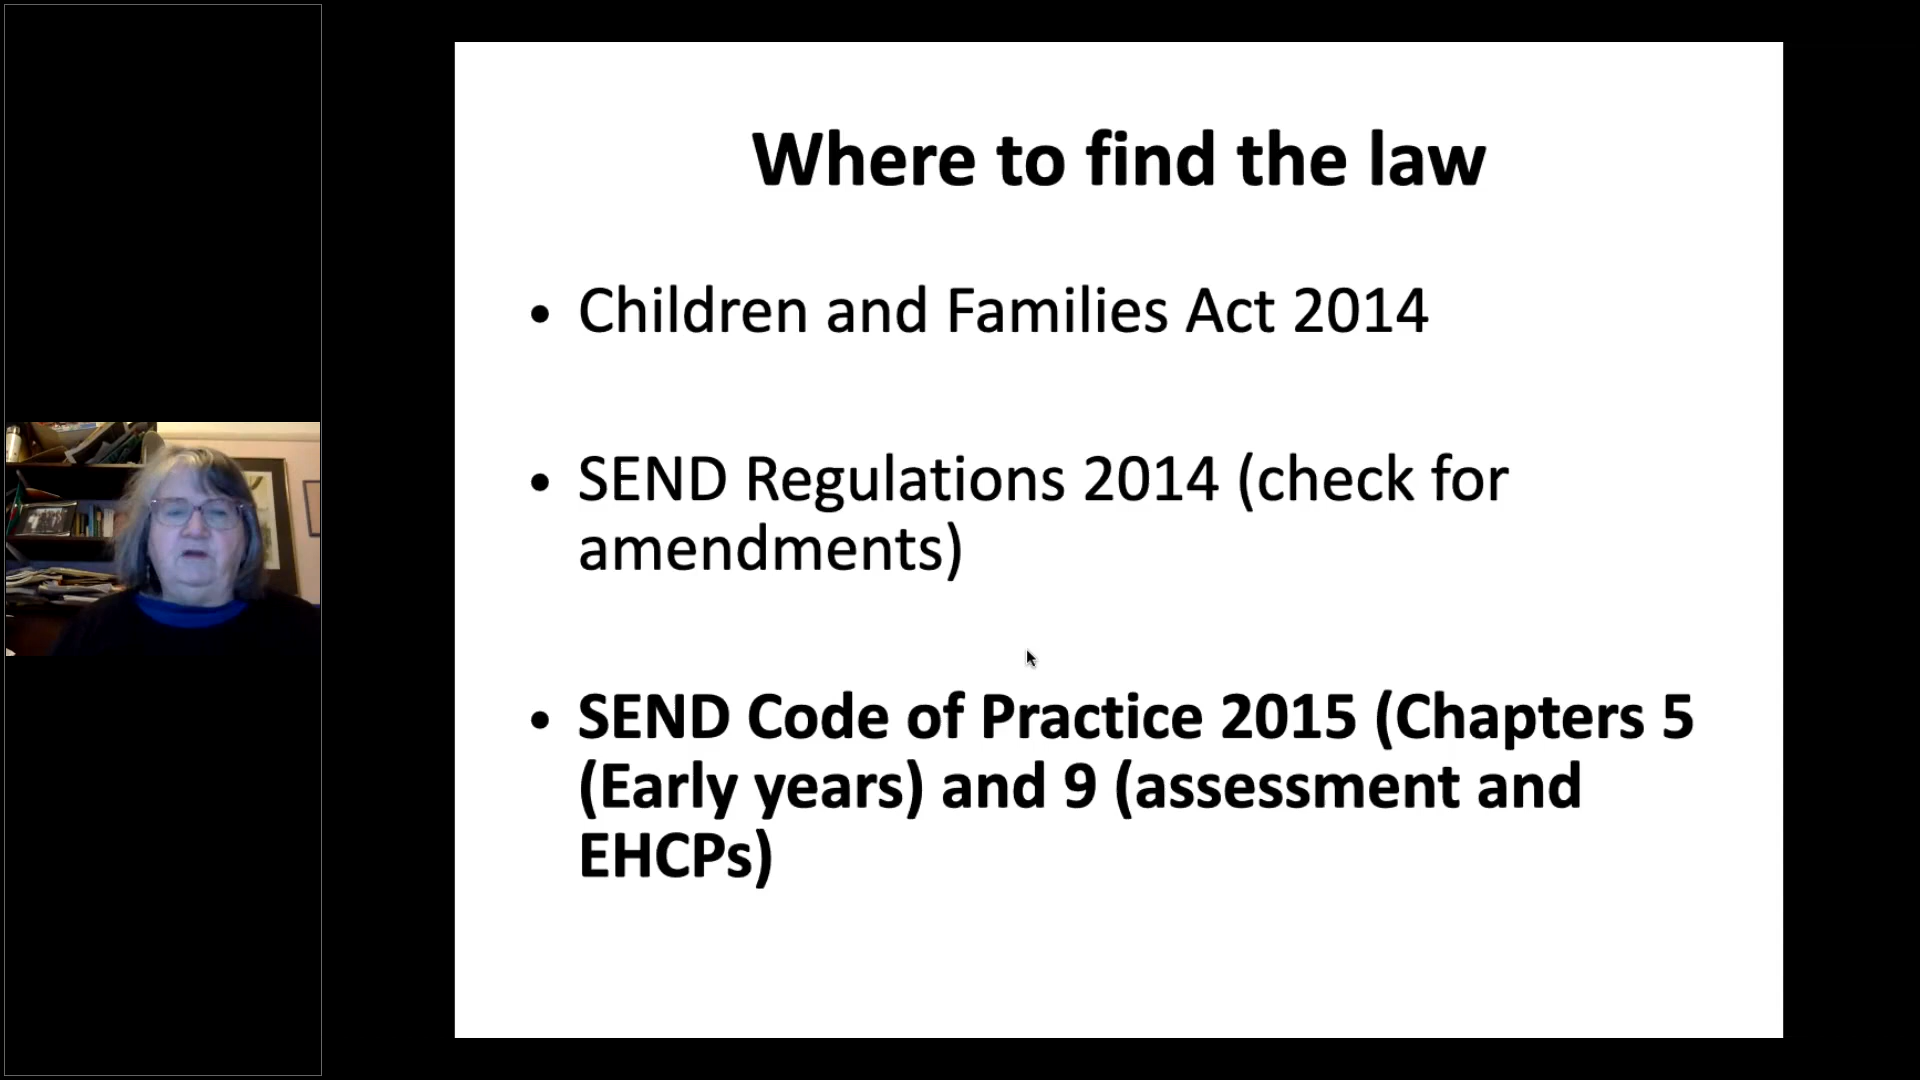 Where to find the law
• Children and Families Act 2014
• SEND Regulations 2014 (check for
amendments)
• SEND Code of Practice 2015 (Chapters 5
(Early years) and 9 (assessment and
EHCPs)